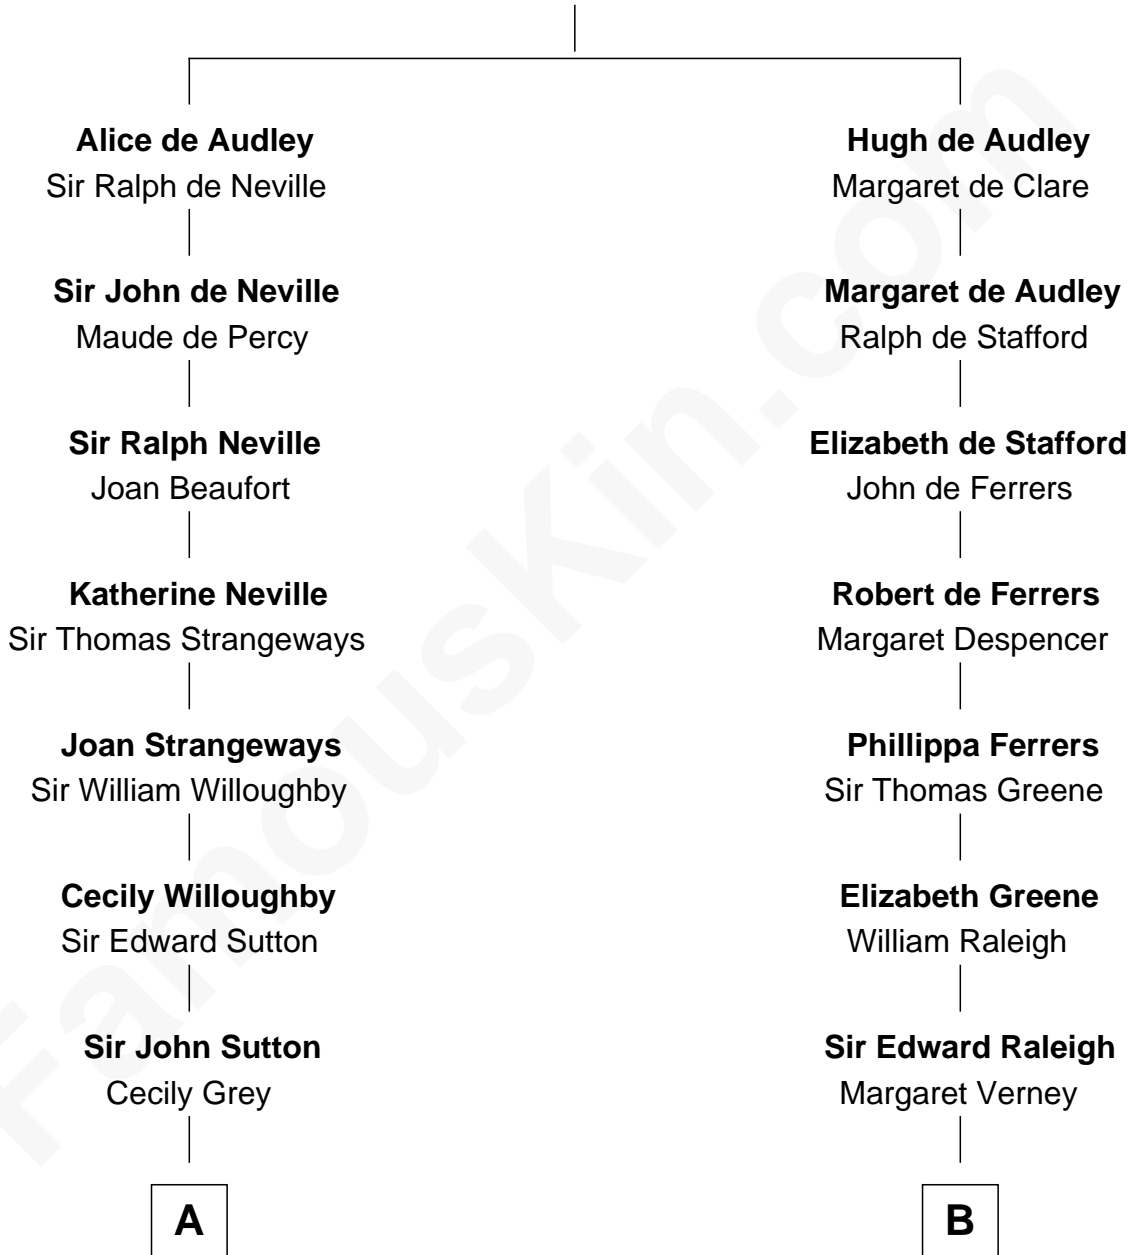 Alice de Audley
Sir Ralph de Neville
Sir John de Neville
Maude de Percy
Sir Ralph Neville
Joan Beaufort
Katherine Neville
Sir Thomas Strangeways
Joan Strangeways
Sir William Willoughby
Cecily Willoughby
Sir Edward Sutton
Sir John Sutton
Cecily Grey
A
Hugh de Audley
Margaret de Clare
Margaret de Audley
Ralph de Stafford
Elizabeth de Stafford
John de Ferrers
Robert de Ferrers
Margaret Despencer
Phillippa Ferrers
Sir Thomas Greene
Elizabeth Greene
William Raleigh
Sir Edward Raleigh
Margaret Verney
B
FamousKin.com